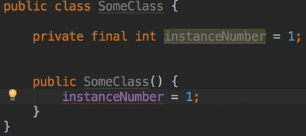 public class SomeClass {
private final int instanceNumber = 1;
public SomeClass() {
instanceNumber = 1;
}
}